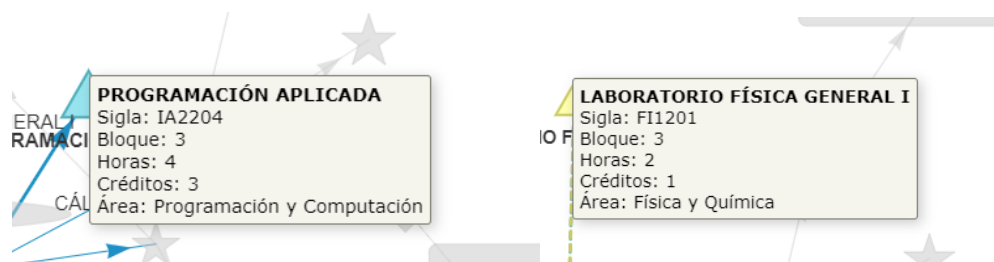 PROGRAMACIÓN APLICADA
Sigla: IA2204
Bloque: 3
Horas: 4
Créditos: 3
Área: Programación y Computación
ERAL
RAMACI
CÁL
LABORATORIO FÍSICA GENERAL I
Sigla: FI1201
Bloque: 3
Horas: 2
Créditos: 1
Área: Física y Química
IO F